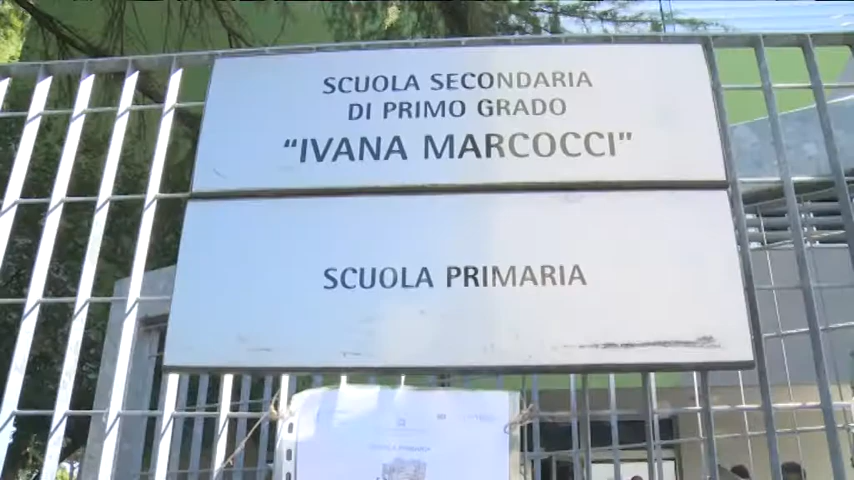 SCUOLA SECONDARIA
DI PRIMO GRADO
"IVANA MARCOCCI"
SCUOLA PRIMARIA